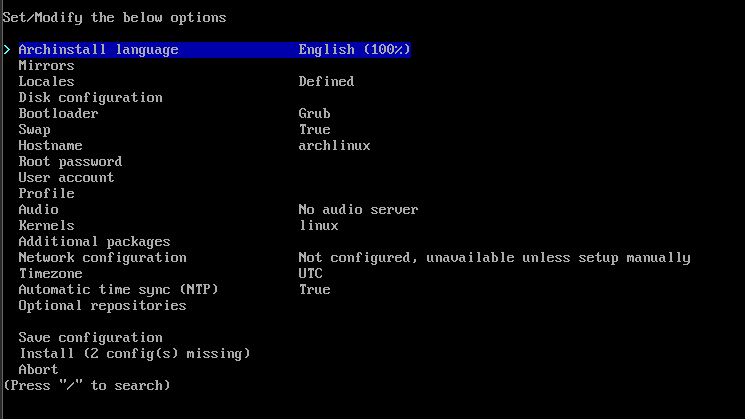 Set/Modify the below options
> Archinstall language English (100%)
Mirrors
Locales Defined
Disk configuration
Bootloader Grub
Swap True
Hostname archlinux
Root password
User account
Profile
Audio No audio server
Kernels linux
Additional packages
Network configuration Not configured, unavailable unless setup manually
Timezone UTC
Automatic time sync (NTP) True
Optional repositories
Save configuration
Install (2 config(s) missing)
Abort
(Press "/" to search)